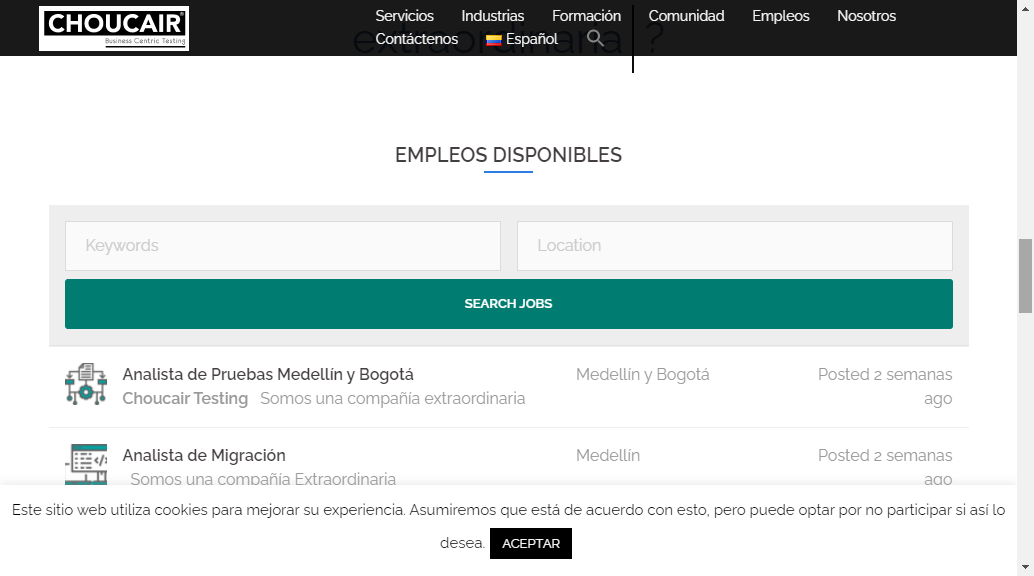 CHOUCAIR
Business Centric Testing
Servicios Industrias Formación Comunidad Empleos Nosotros
Contáctenos Español
extraordinaria ?
EMPLEOS DISPONIBLES
Keywords Location
SEARCH JOBS
Analista de Pruebas Medellín y Bogotá Medellín y Bogotá Posted 2 semanas
Choucair Testing Somos una compañía extraordinaria ago
Analista de Migración Medellín Posted 2 semanas
Somos una compañía Extraordinaria ago
Este sitio web utiliza cookies para mejorar su experiencia. Asumiremos que está de acuerdo con esto, pero puede optar por no participar si así lo
desea. ACEPTAR